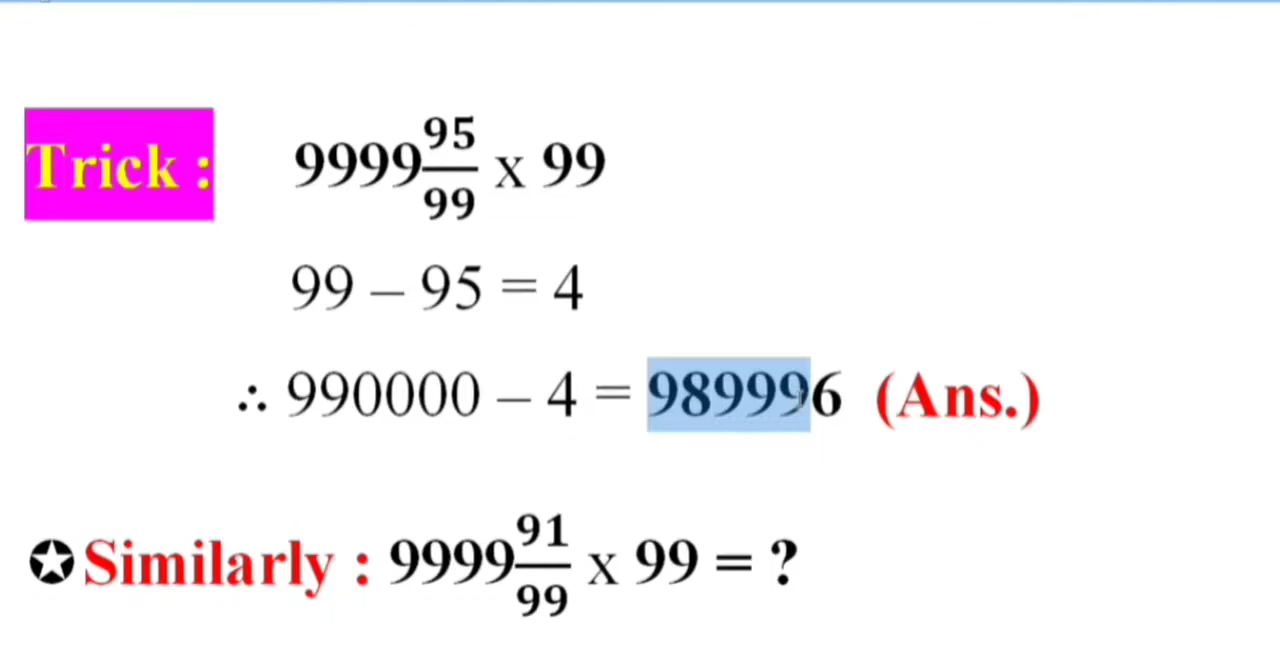 Trick : 9999 95/99 x 99
99 – 95 = 4
∴ 990000 – 4 = 989996 (Ans.)
✪ Similarly : 9999 91/99 x 99 = ?